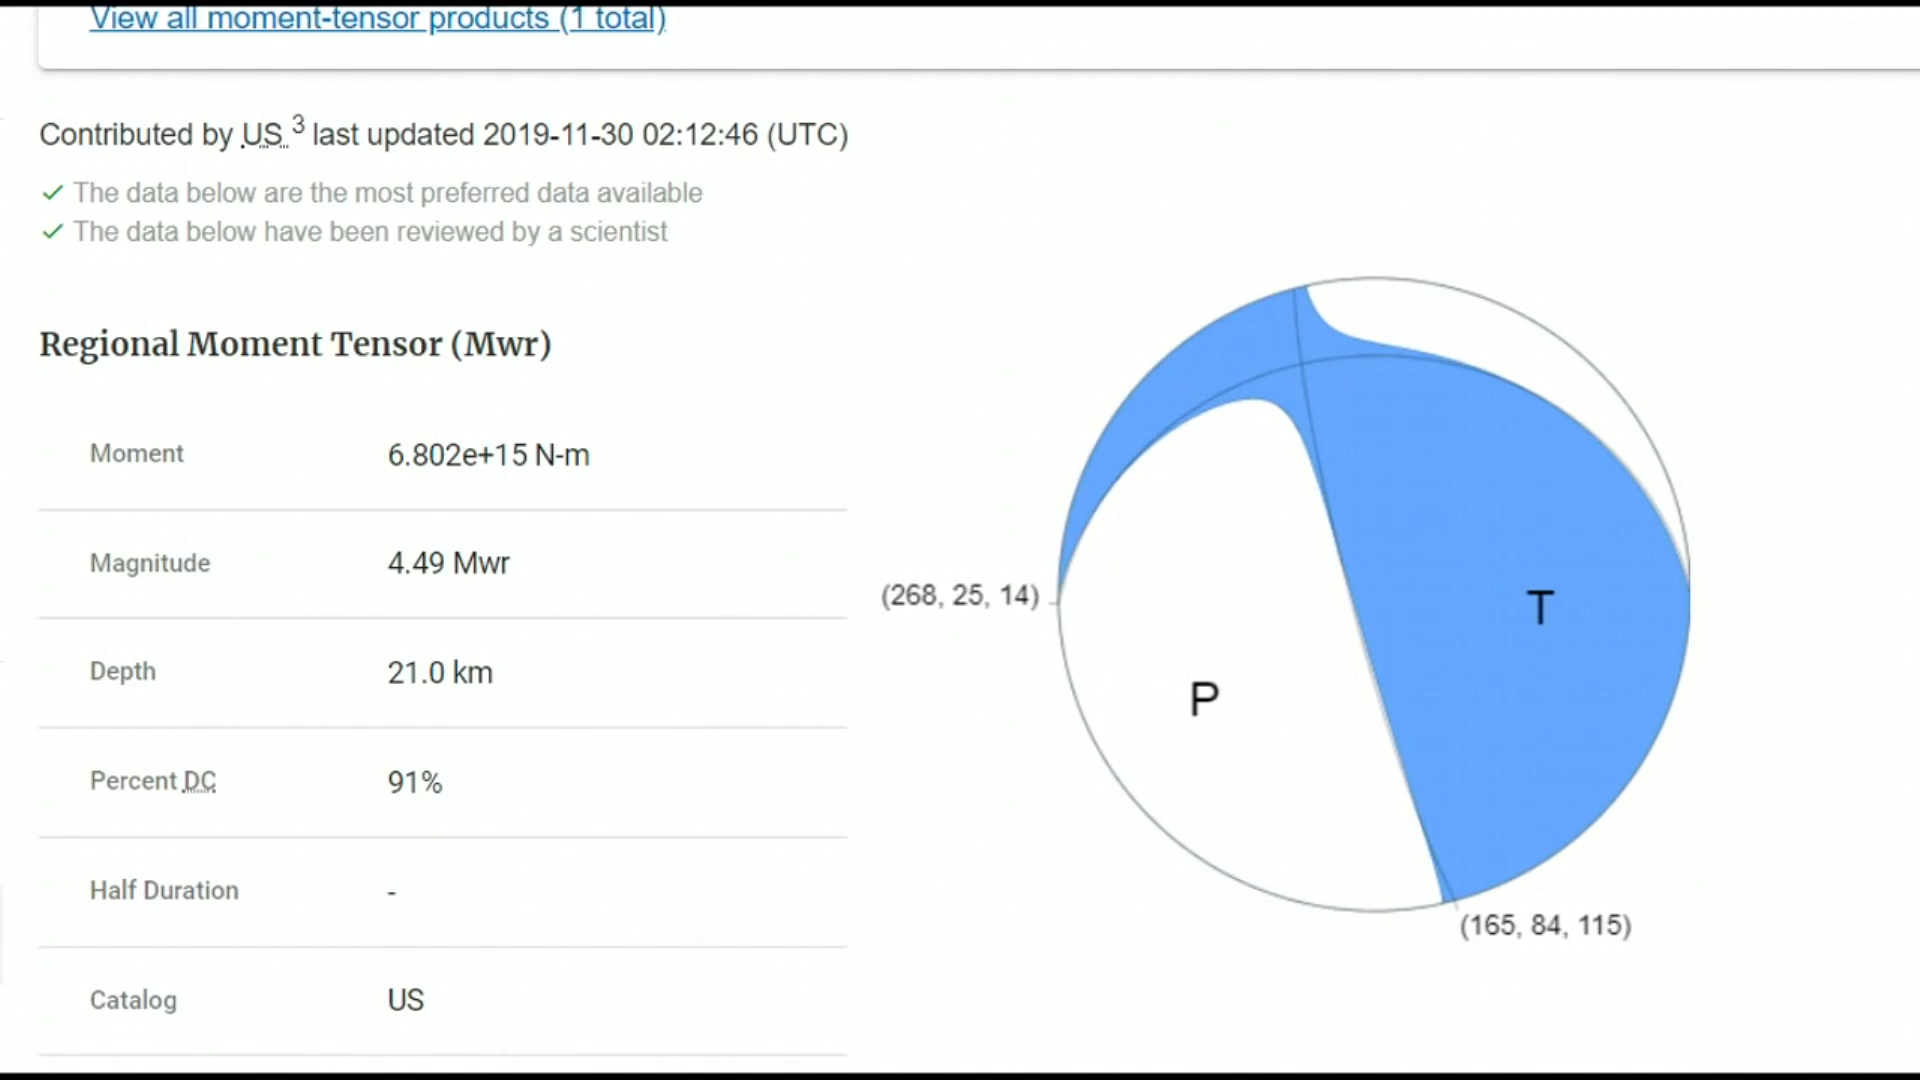 View all moment-tensor products (1 total)
Contributed by US 3 last updated 2019-11-30 02:12:46 (UTC)
✓ The data below are the most preferred data available
✓ The data below have been reviewed by a scientist
Regional Moment Tensor (Mwr)
Moment 6.802e+15 N-m
Magnitude 4.49 Mwr
Depth 21.0 km
Percent DC 91%
Half Duration -
Catalog US
(268, 25, 14)
T
P
(165, 84, 115)